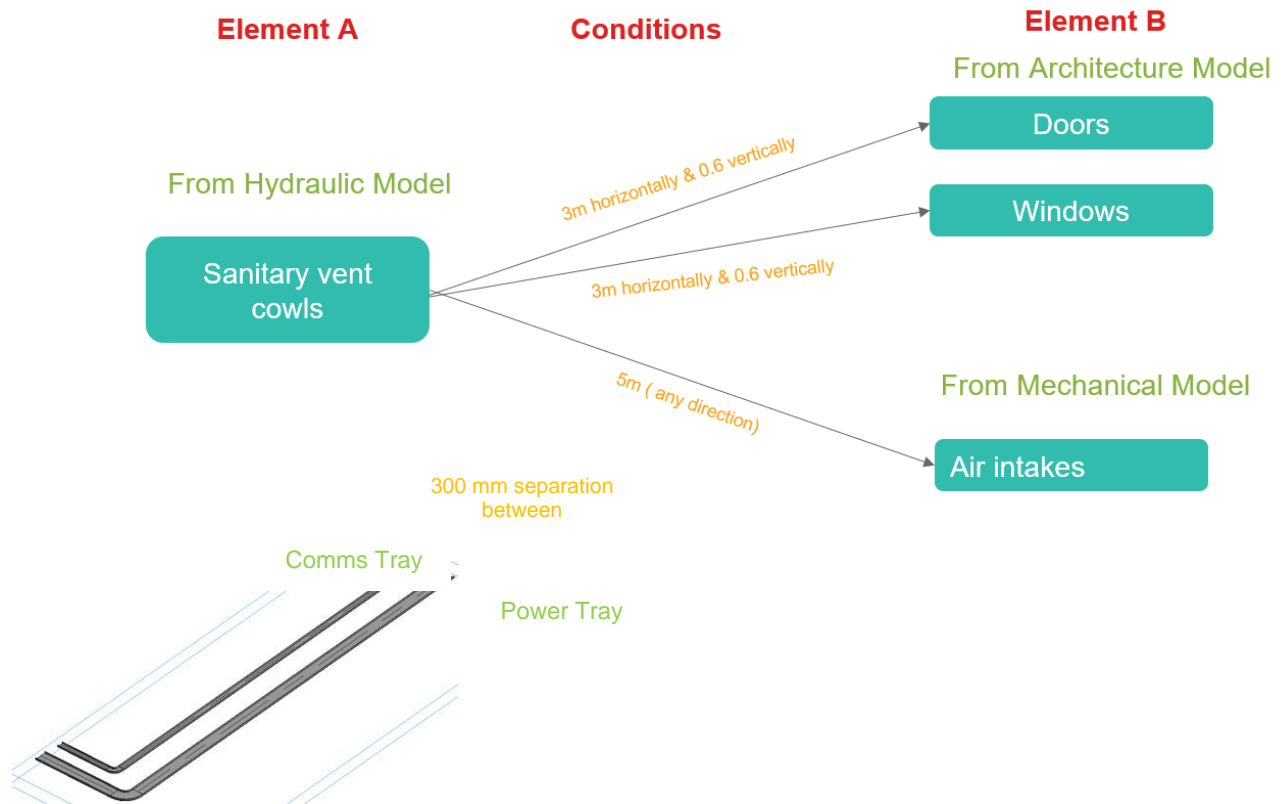 Element A
Conditions
Element B
From Architecture Model
Doors
3m horizontally & 0.6 vertically
From Hydraulic Model
Windows
Sanitary vent
cowls
3m horizontally & 0.6 vertically
5m ( any direction)
From Mechanical Model
Air intakes
300 mm separation
between
Comms Tray
Power Tray